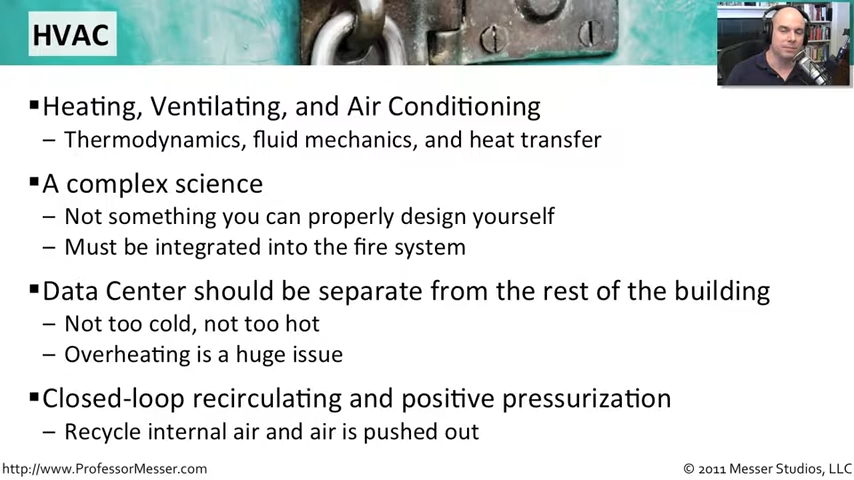 HVAC
▪Heating, Ventilating, and Air Conditioning
– Thermodynamics, fluid mechanics, and heat transfer
▪A complex science
– Not something you can properly design yourself
– Must be integrated into the fire system
▪Data Center should be separate from the rest of the building
– Not too cold, not too hot
– Overheating is a huge issue
▪Closed-loop recirculating and positive pressurization
– Recycle internal air and air is pushed out
http://www.ProfessorMesser.com
© 2011 Messer Studios, LLC